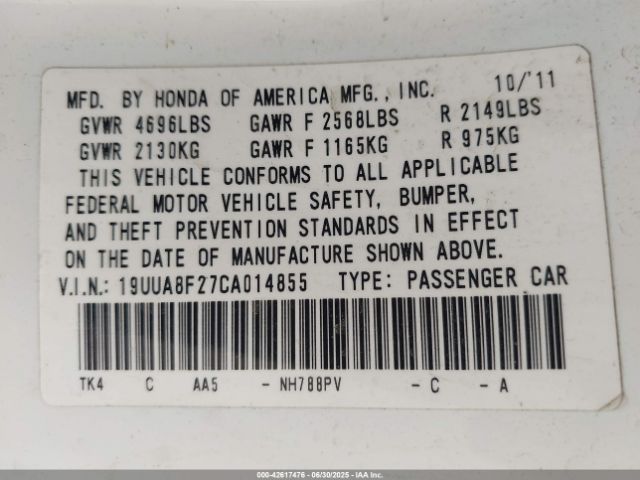 MFD. BY HONDA OF AMERICA MFG., INC. 10/'11
GVWR 4696LBS GAWR F 2568LBS R 2149LBS
GVWR 2130KG GAWR F 1165KG R 975KG
THIS VEHICLE CONFORMS TO ALL APPLICABLE
FEDERAL MOTOR VEHICLE SAFETY, BUMPER,
AND THEFT PREVENTION STANDARDS IN EFFECT
ON THE DATE OF MANUFACTURE SHOWN ABOVE.
V.I.N.: 19UUA8F27CA014855 TYPE: PASSENGER CAR
TK4 C AA5 - NH788PV - C - A
000-42617476 - 06/30/2025 - IAA Inc.